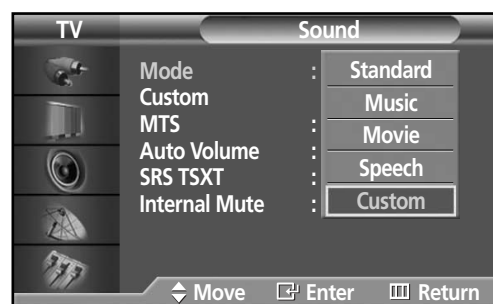 TV Sound
Mode : Standard
Custom Music
MTS : Movie
Auto Volume :
SRS TSXT : Speech
Internal Mute : Custom
Move Enter Return